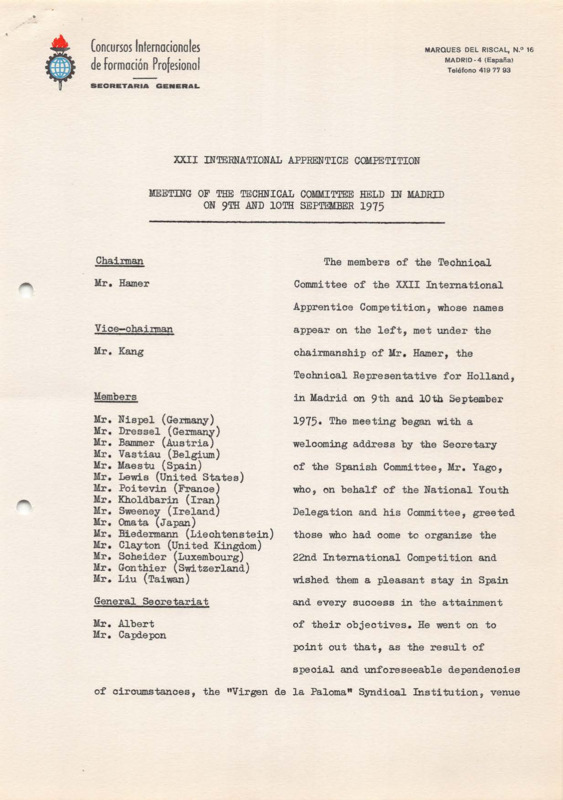 Concursos Internacionales
de Formación Profesional
SECRETARIA GENERAL
MARQUES DEL RISCAL, N.º 16
MADRID-4 (España)
Teléfono 419 77 93
XXII INTERNATIONAL APPRENTICE COMPETITION
MEETING OF THE TECHNICAL COMMITTEE HELD IN MADRID
ON 9TH AND 10TH SEPTEMBER 1975
Chairman
Mr. Hamer
Vice-chairman
Mr. Kang
Members
Mr. Nispel (Germany)
Mr. Dressel (Germany)
Mr. Bammer (Austria)
Mr. Vastiau (Belgium)
Mr. Maestu (Spain)
Mr. Lewis (United States)
Mr. Poitevin (France)
Mr. Kholdbarin (Iran)
Mr. Sweeney (Ireland)
Mr. Omata (Japan)
Mr. Biedermann (Liechtenstein)
Mr. Clayton (United Kingdom)
Mr. Scheider (Luxembourg)
Mr. Gonthier (Switzerland)
Mr. Liu (Taiwan)
General Secretariat
Mr. Albert
Mr. Capdepon
The members of the Technical
Committee of the XXII International
Apprentice Competition, whose names
appear on the left, met under the
chairmanship of Mr. Hamer, the
Technical Representative for Holland,
in Madrid on 9th and 10th September
1975. The meeting began with a
welooming address by the Secretary
of the Spanish Committee, Mr. Yago,
who, on behalf of the National Youth
Delegation and his Committee, greeted
those who had come to organize the
22nd International Competition and
wished them a pleasant stay in Spain
and every success in the attainment
of their objectives. He went on to
point out that, as the result of
special and unforeseeable dependencies
of circumstances, the "Virgen de la Paloma" Syndical Institution, venue